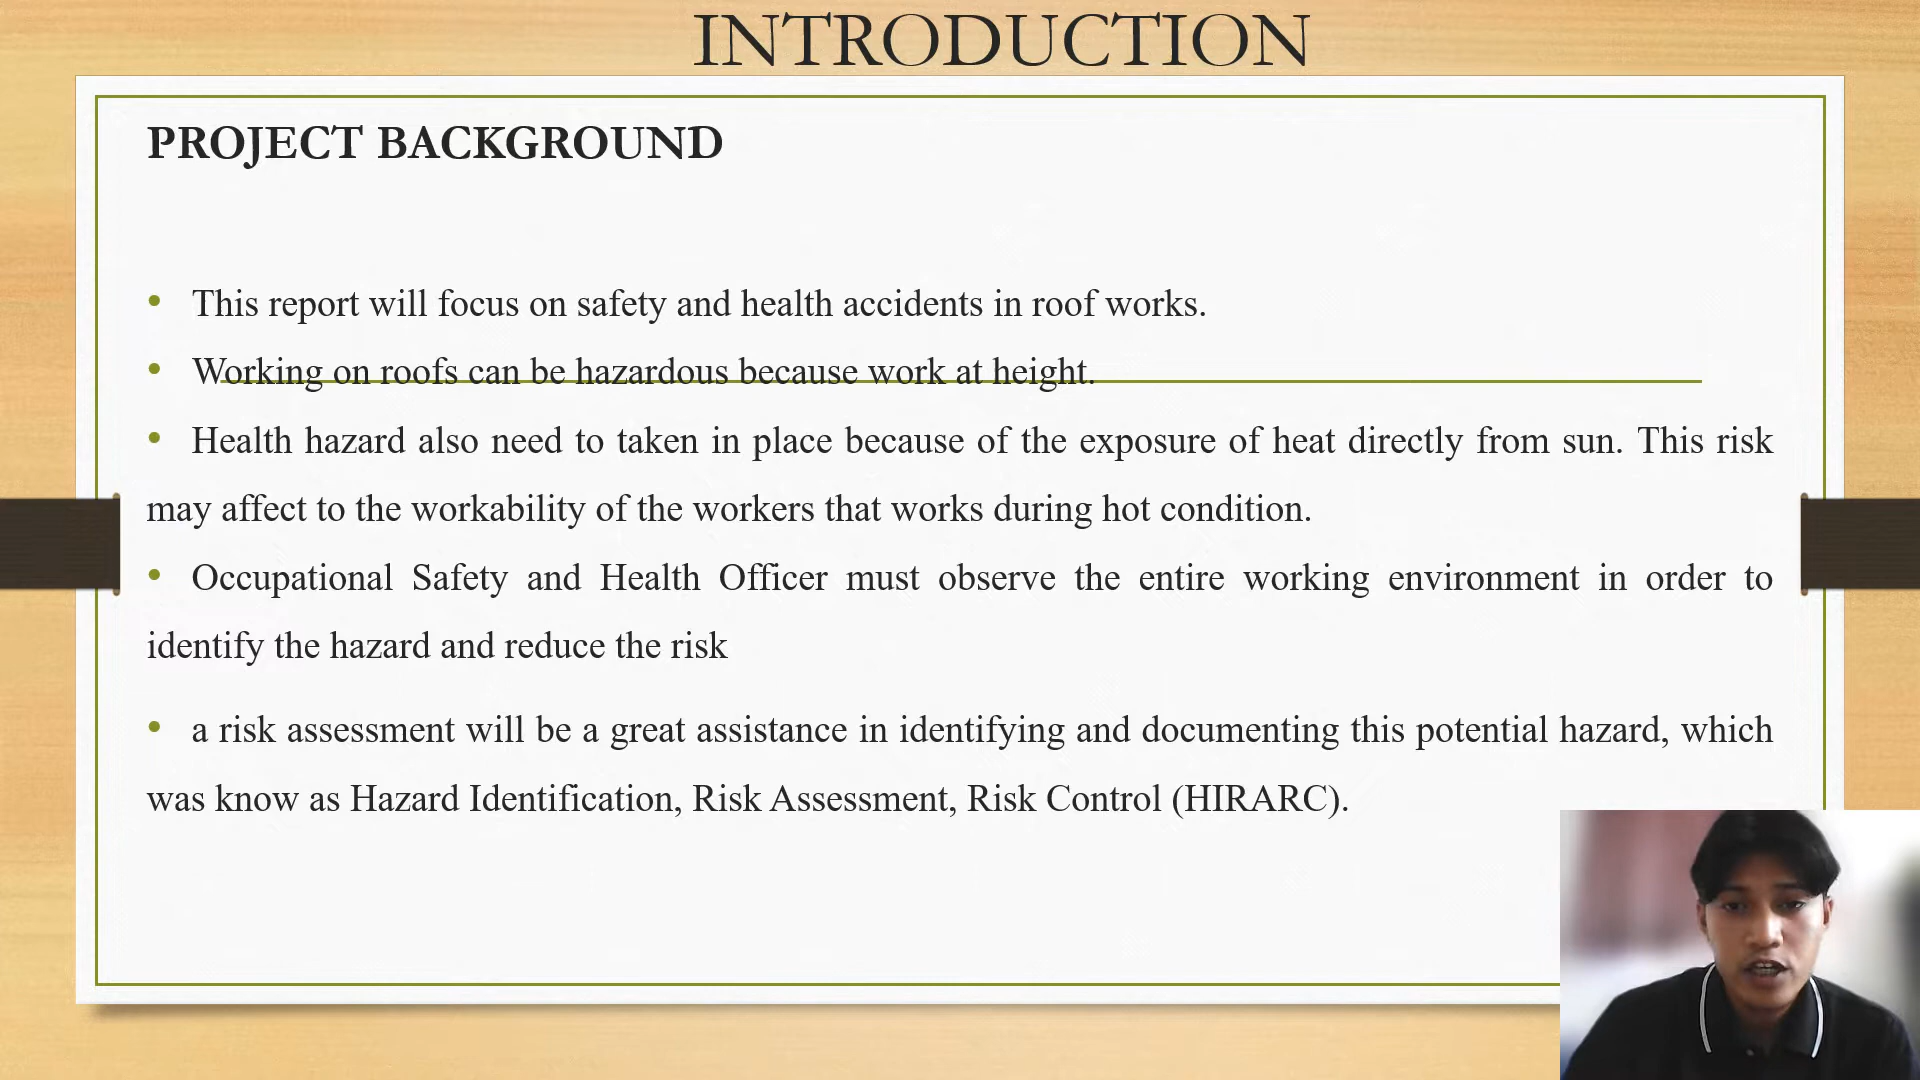 INTRODUCTION
PROJECT BACKGROUND
• This report will focus on safety and health accidents in roof works.
• Working on roofs can be hazardous because work at height.
• Health hazard also need to taken in place because of the exposure of heat directly from sun. This risk
may affect to the workability of the workers that works during hot condition.
• Occupational Safety and Health Officer must observe the entire working environment in order to
identify the hazard and reduce the risk
• a risk assessment will be a great assistance in identifying and documenting this potential hazard, which
was know as Hazard Identification, Risk Assessment, Risk Control (HIRARC).